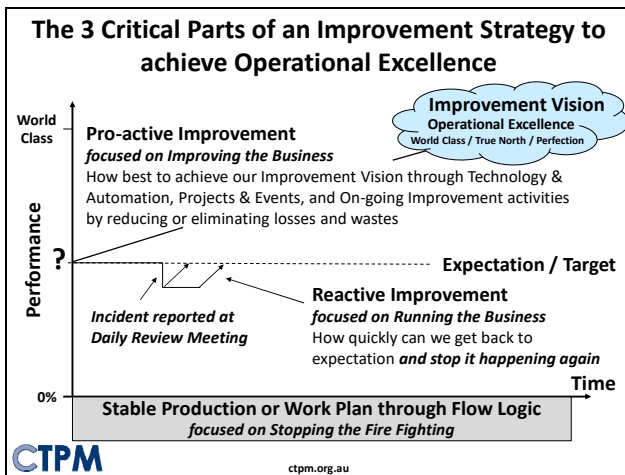 The 3 Critical Parts of an Improvement Strategy to
achieve Operational Excellence
Improvement Vision
Operational Excellence
World Class / True North / Perfection
World
Class
Pro-active Improvement
focused on Improving the Business
How best to achieve our Improvement Vision through Technology &
Automation, Projects & Events, and On-going Improvement activities
by reducing or eliminating losses and wastes
Performance
?
Expectation / Target
Incident reported at
Daily Review Meeting
Reactive Improvement
focused on Running the Business
How quickly can we get back to
expectation and stop it happening again
Time
0%
Stable Production or Work Plan through Flow Logic
focused on Stopping the Fire Fighting
CTPM
ctpm.org.au